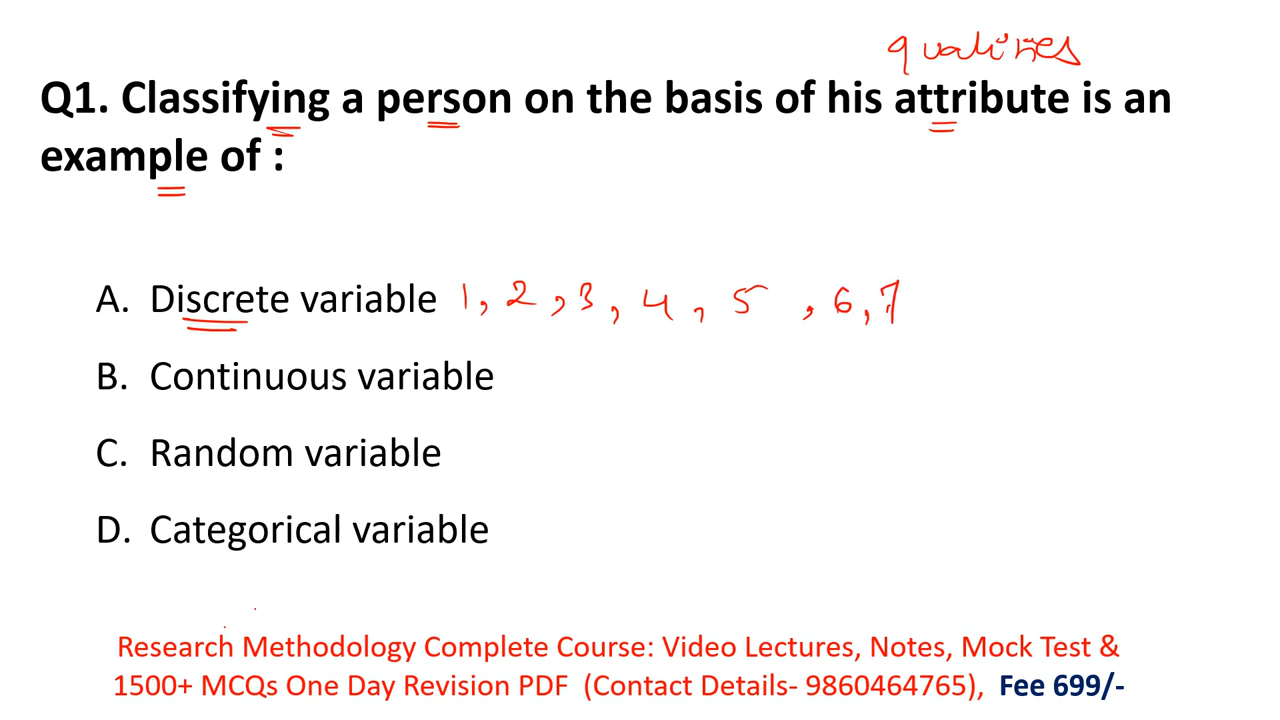 qualities
Q1. Classifying a person on the basis of his attribute is an
example of :
A. Discrete variable 1, 2, 3, 4, 5, 6, 7
B. Continuous variable
C. Random variable
D. Categorical variable
Research Methodology Complete Course: Video Lectures, Notes, Mock Test &
1500+ MCQs One Day Revision PDF (Contact Details- 9860464765), Fee 699/-